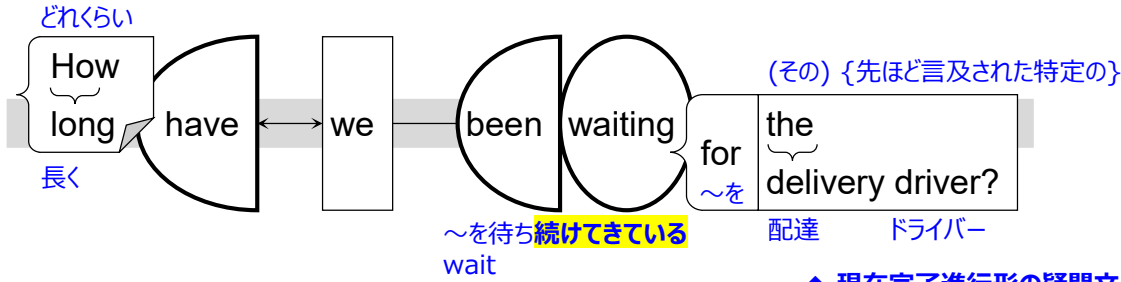 どれくらい
How
long
長く
have
we
been
waiting
〜を待ち続けてきている
wait
for
〜を
(その) {先ほど言及された特定の}
the
delivery driver?
配達 ドライバー